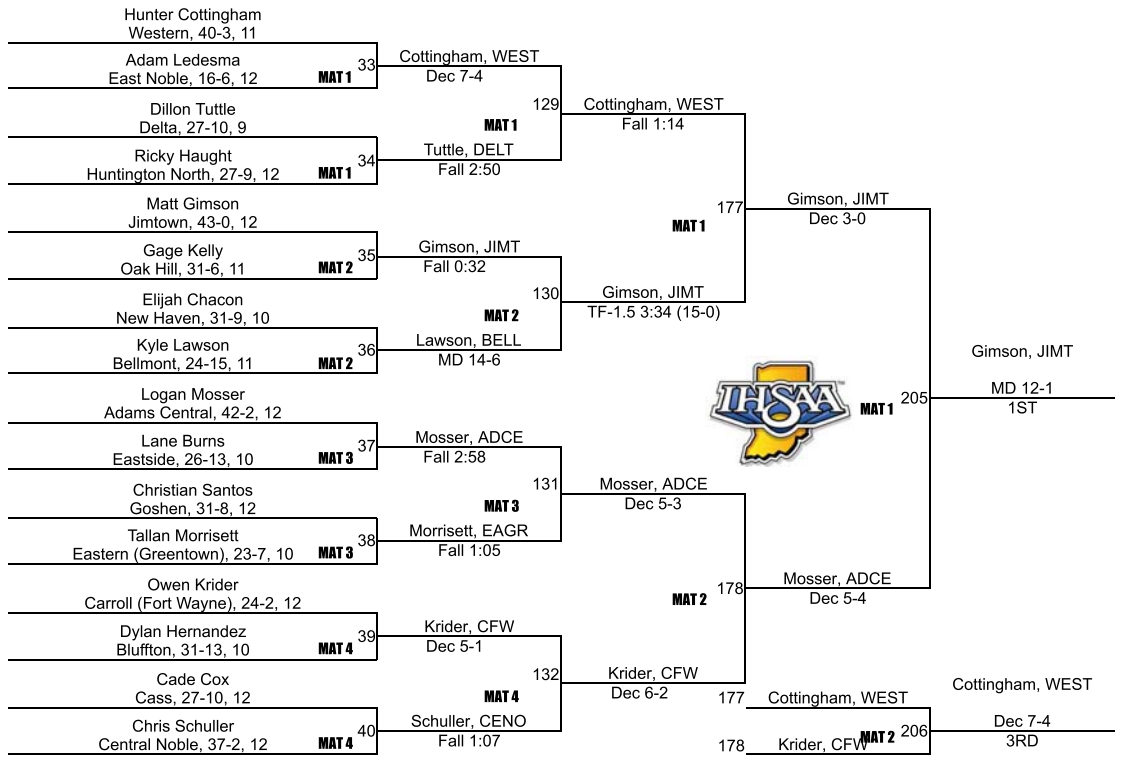 Hunter Cottingham
Western, 40-3, 11
Adam Ledesma
East Noble, 16-6, 12
MAT 1
33
Dillon Tuttle
Delta, 27-10, 9
Ricky Haught
Huntington North, 27-9, 12
MAT 1
34
Matt Gimson
Jimtown, 43-0, 12
Gage Kelly
Oak Hill, 31-6, 11
MAT 2
35
Elijah Chacon
New Haven, 31-9, 10
Kyle Lawson
Bellmont, 24-15, 11
MAT 2
36
Logan Mosser
Adams Central, 42-2, 12
Lane Burns
Eastside, 26-13, 10
MAT 3
37
Christian Santos
Goshen, 31-8, 12
Tallan Morrisett
Eastern (Greentown), 23-7, 10
MAT 3
38
Owen Krider
Carroll (Fort Wayne), 24-2, 12
Dylan Hernandez
Bluffton, 31-13, 10
MAT 4
39
Cade Cox
Cass, 27-10, 12
Chris Schuller
Central Noble, 37-2, 12
MAT 4
40
Cottingham, WEST
Dec 7-4
129
MAT 1
Tuttle, DELT
Fall 2:50
Gimson, JIMT
Fall 0:32
130
MAT 2
Lawson, BELL
MD 14-6
Mosser, ADCE
Fall 2:58
131
MAT 3
Morrisett, EAGR
Fall 1:05
Krider, CFW
Dec 5-1
132
MAT 4
Schuller, CENO
Fall 1:07
Cottingham, WEST
Fall 1:14
177
MAT 1
Gimson, JIMT
TF-1.5 3:34 (15-0)
Mosser, ADCE
Dec 5-3
178
MAT 2
Krider, CFW
Dec 6-2
Gimson, JIMT
Dec 3-0
IHSAA
MAT 1
205
Mosser, ADCE
Dec 5-4
Gimson, JIMT
MD 12-1
1ST
177
Cottingham, WEST
178
Krider, CFW
MAT 2
206
Cottingham, WEST
Dec 7-4
3RD